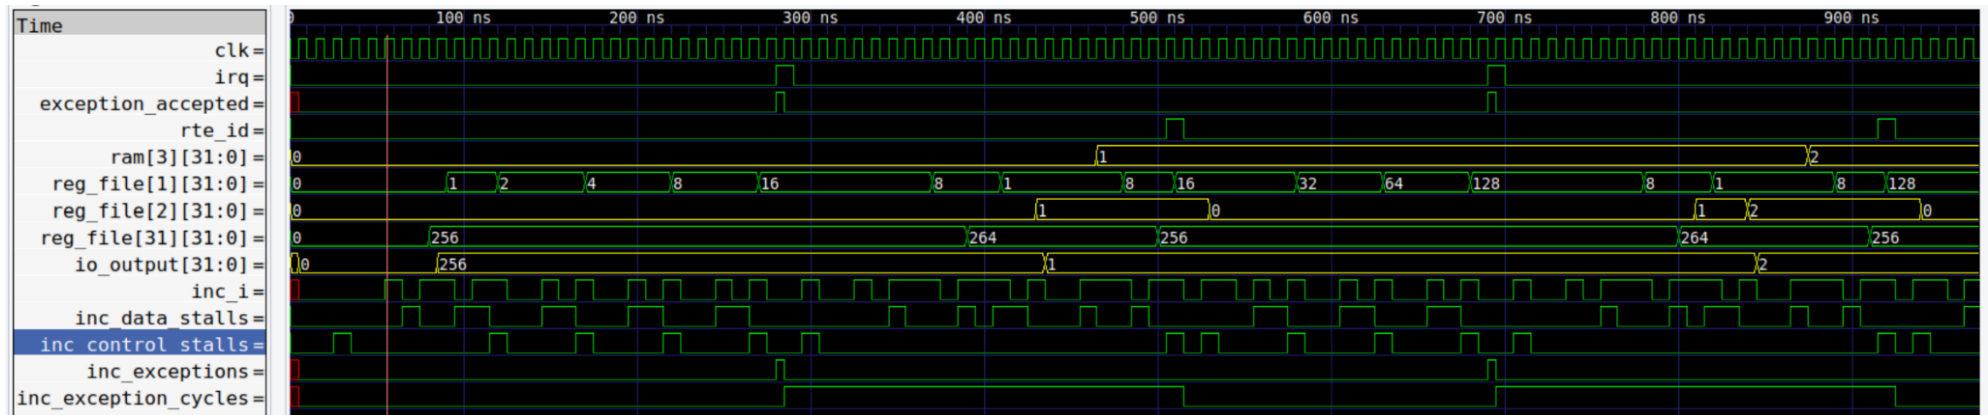 Time 0 100 ns 200 ns 300 ns 400 ns 500 ns 600 ns 700 ns 800 ns 900 ns
clk=
irq=
exception_accepted=
rte_id=
ram[3][31:0]= 0 1 2
reg_file[1][31:0]= 0 1 2 4 8 16 8 1 8 16 32 64 128 8 1 8 128
reg_file[2][31:0]= 0 1 0 1 2 0
reg_file[31][31:0]= 0 256 264 256 264 256
io_output[31:0]= 0 256 1 2
inc_i=
inc_data_stalls=
inc_control_stalls=
inc_exceptions=
inc_exception_cycles=